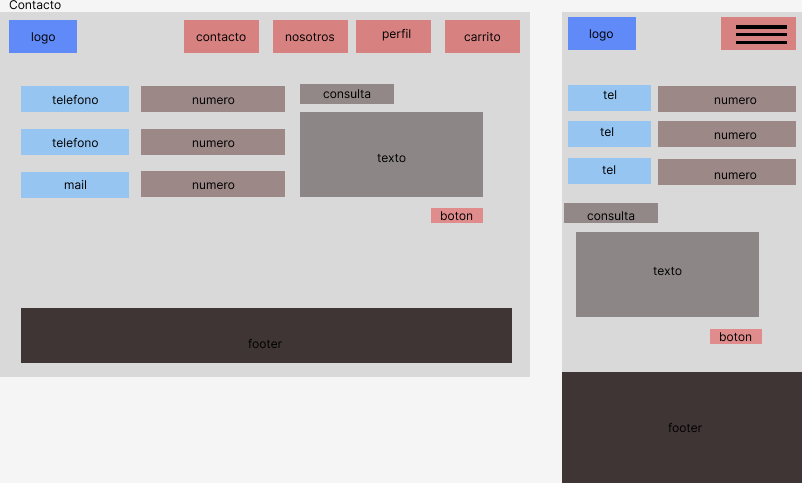 Contacto
logo
contacto
nosotros
perfil
carrito
telefono
numero
telefono
numero
mail
numero
consulta
texto
boton
footer
logo
tel
numero
tel
numero
tel
numero
consulta
texto
boton
footer